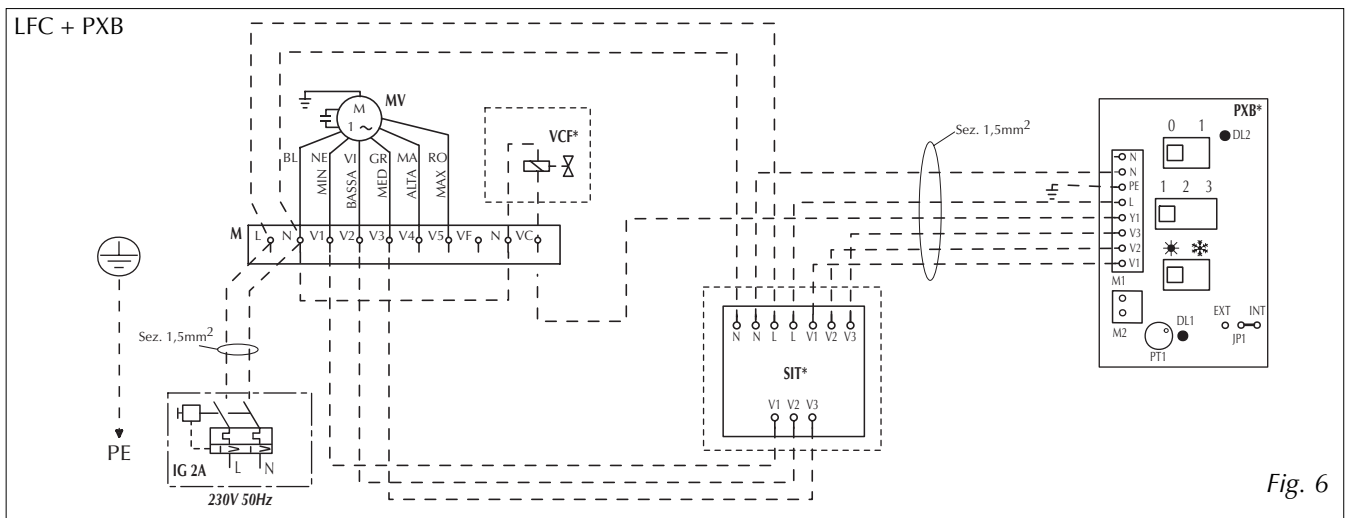 LFC + PXB
MV
M
1 ~
BL NE VI GR MA RO
MIN BASSA MED ALTA MAX
VCF*
M L N V1 V2 V3 V4 V5 VF N VC
Sez. 1,5mm²
PE
IG 2A
L N
230V 50Hz
N N L L V1 V2 V3
SIT*
V1 V2 V3
Sez. 1,5mm²
PXB*
0 1
DL2
N
N
PE
L
Y1
V3
V2
V1
1 2 3
M1
M2
PT1
DL1
EXT INT
JP1
Fig. 6